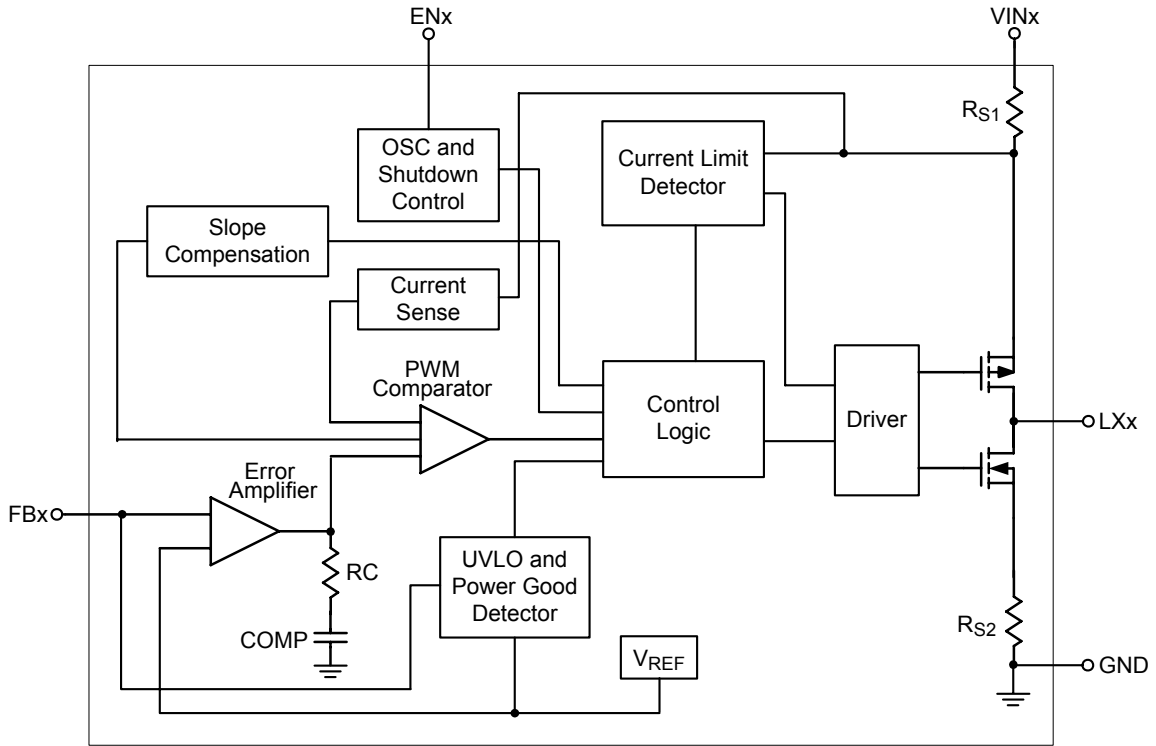 ENx
VINx
RS1
OSC and
Shutdown
Control
Current Limit
Detector
Slope
Compensation
Current
Sense
PWM
Comparator
Control
Logic
Driver
LXx
Error
Amplifier
FBx
RC
UVLO and
Power Good
Detector
COMP
RS2
VREF
GND